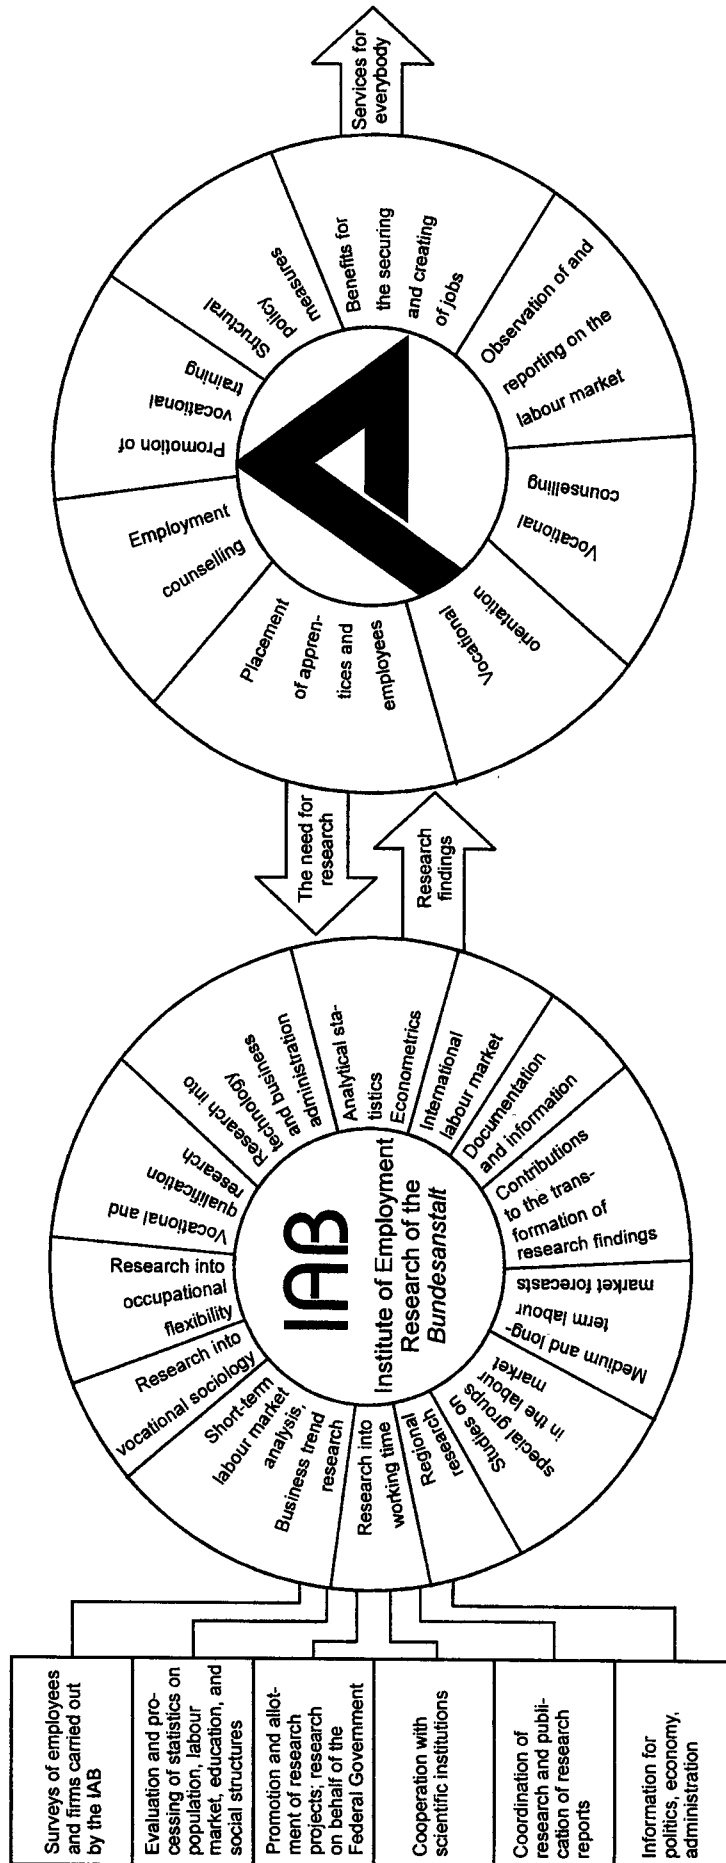 Surveys of employees
and firms carried out
by the IAB
Evaluation and pro-
cessing of statistics on
population, labour
market, education, and
social structures
Promotion and allot-
ment of research
projects; research
on behalf of the
Federal Government
Cooperation with
scientific institutions
Coordination of
research and publi-
cation of research
reports
Information for
politics, economy,
administration
IAB
Institute of Employment
Research of the
Bundesanstalt
Analytical sta-
tistics
Econometrics
International
labour market
Documentation
and information
Contributions
to the trans-
formation of
research findings
Medium and long-
term labour
market forecasts
Studies on
special groups
in the labour
market
Regional
research
Research into
working time
Short-term
labour market
analysis,
Business trend
research
Research into
vocational sociology
Research into
occupational
flexibility
Vocational and
qualification
research
Research into
technology
and business
administration
The need for
research
Research
findings
Benefits for
the securing
and creating
of jobs
Observation of and
reporting on the
labour market
Vocational
counselling
Vocational
orientation
Placement
of appren-
tices and
employees
Employment
counselling
Promotion of
vocational
training
Structural
policy
measures
Services for
everybody